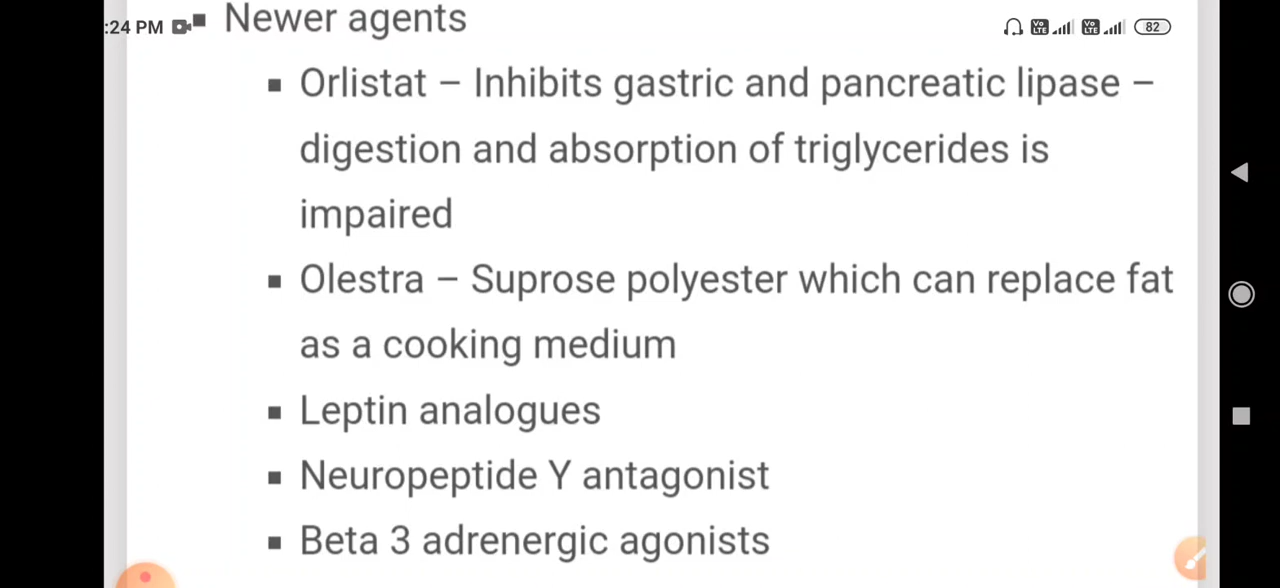 :24 PM
Newer agents
82
▪ Orlistat – Inhibits gastric and pancreatic lipase –
digestion and absorption of triglycerides is
impaired
▪ Olestra – Suprose polyester which can replace fat
as a cooking medium
▪ Leptin analogues
▪ Neuropeptide Y antagonist
▪ Beta 3 adrenergic agonists